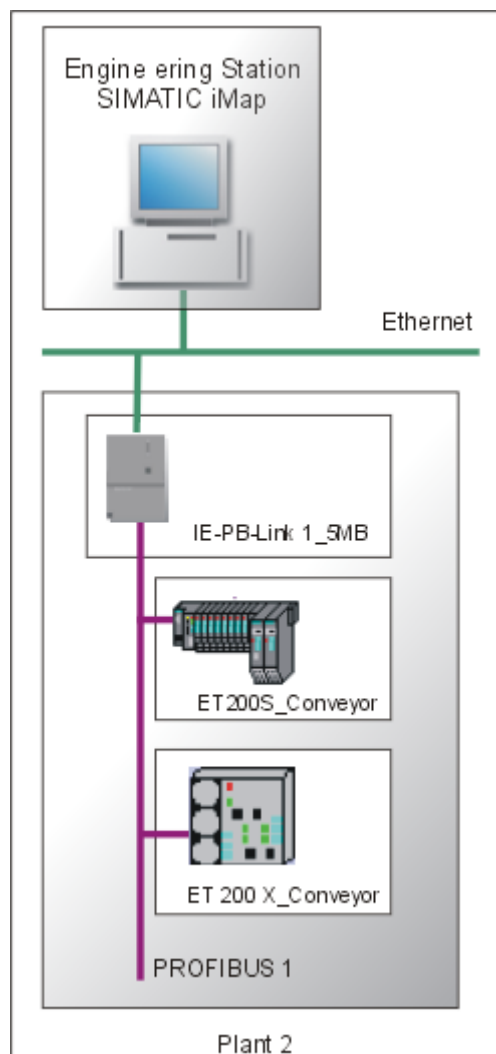 Engine ering Station
SIMATIC iMap
Ethernet
IE-PB-Link 1_5MB
ET200S_Conveyor
ET 200 X_Conveyor
PROFIBUS 1
Plant 2